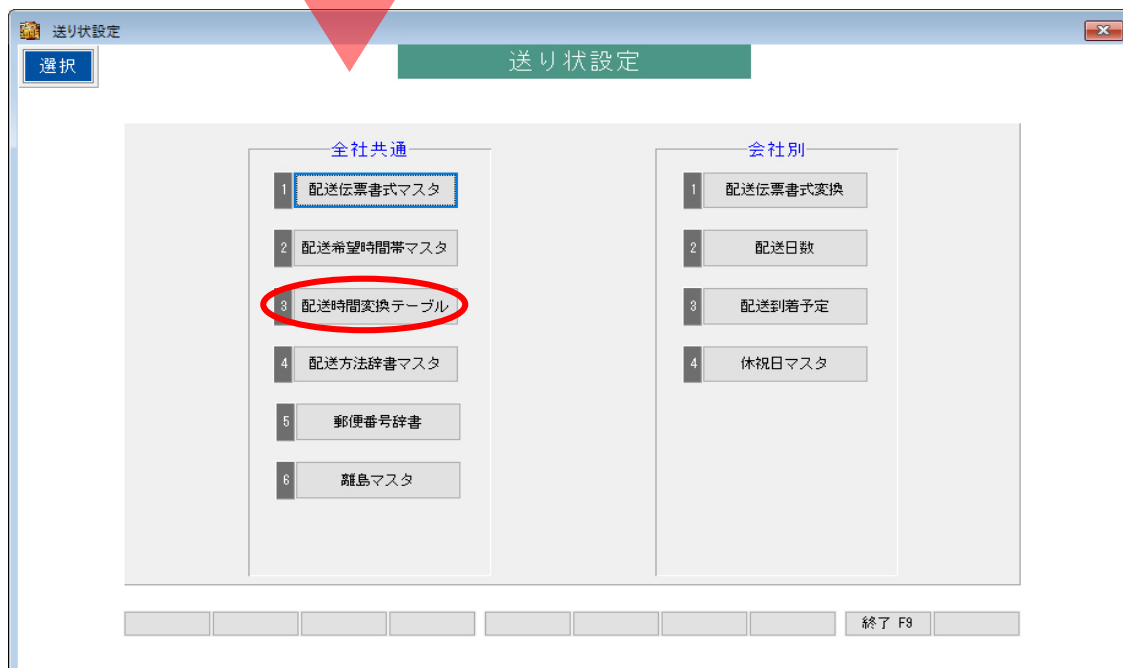 送り状設定
選択
送り状設定
全社共通
1 配送伝票書式マスタ
2 配送希望時間帯マスタ
3 配送時間変換テーブル
4 配送方法辞書マスタ
5 郵便番号辞書
6 離島マスタ
会社別
1 配送伝票書式変換
2 配送日数
3 配送到着予定
4 休祝日マスタ
終了 F9